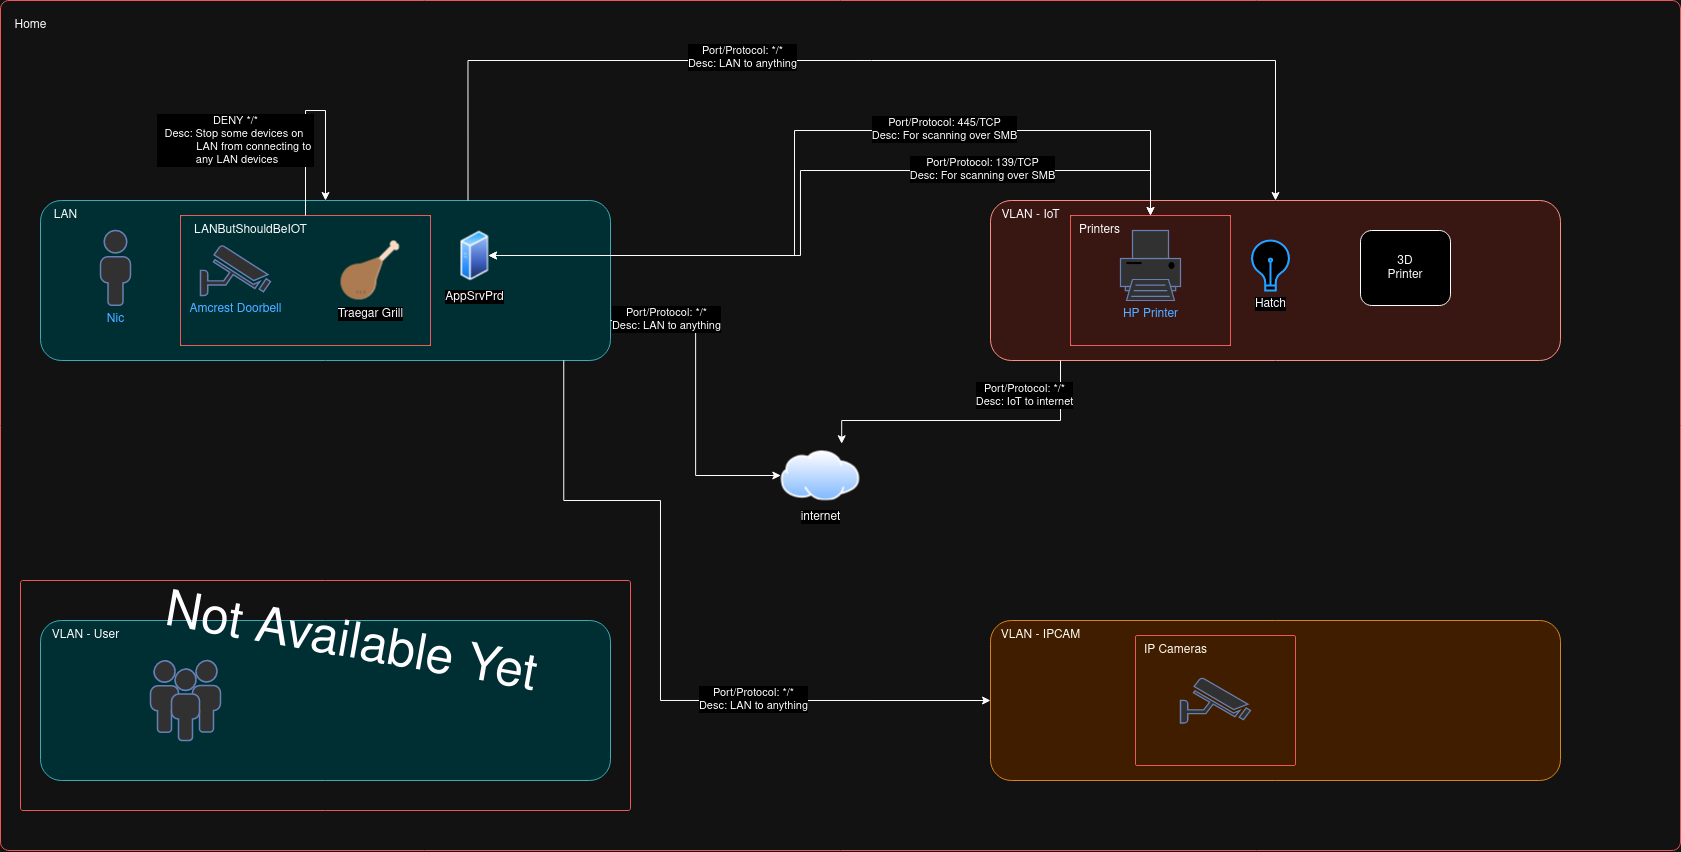 Home
Port/Protocol: */*
Desc: LAN to anything
DENY */*
Desc: Stop some devices on
LAN from connecting to
any LAN devices
Port/Protocol: 445/TCP
Desc: For scanning over SMB
Port/Protocol: 139/TCP
Desc: For scanning over SMB
LAN
LANButShouldBeIOT
Nic
Amcrest Doorbell
Traegar Grill
AppSrvPrd
VLAN - IoT
Printers
HP Printer
Hatch
3D
Printer
Port/Protocol: */*
Desc: LAN to anything
Port/Protocol: */*
Desc: IoT to internet
internet
Not Available Yet
VLAN - User
Port/Protocol: */*
Desc: LAN to anything
VLAN - IPCAM
IP Cameras